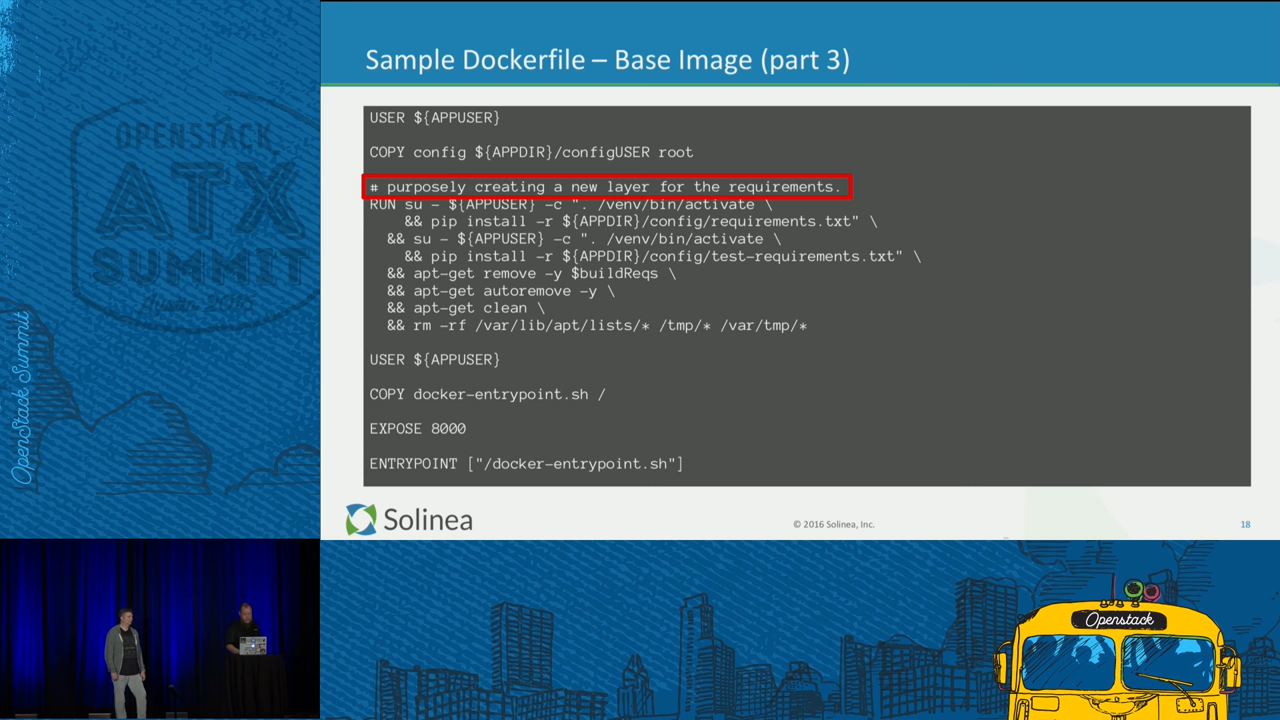 OPENSTACK
ATX
SUMMIT
Austin 2016
OpenStack Summit
Sample Dockerfile – Base Image (part 3)
USER ${APPUSER}
COPY config ${APPDIR}/configUSER root
# purposely creating a new layer for the requirements.
RUN su - ${APPUSER} -c ". /venv/bin/activate \
&& pip install -r ${APPDIR}/config/requirements.txt" \
&& su - ${APPUSER} -c ". /venv/bin/activate \
&& pip install -r ${APPDIR}/config/test-requirements.txt" \
&& apt-get remove -y $buildReqs \
&& apt-get autoremove -y \
&& apt-get clean \
&& rm -rf /var/lib/apt/lists/* /tmp/* /var/tmp/*
USER ${APPUSER}
COPY docker-entrypoint.sh /
EXPOSE 8000
ENTRYPOINT ["/docker-entrypoint.sh"]
Solinea
© 2016 Solinea, Inc.
18
Openstack